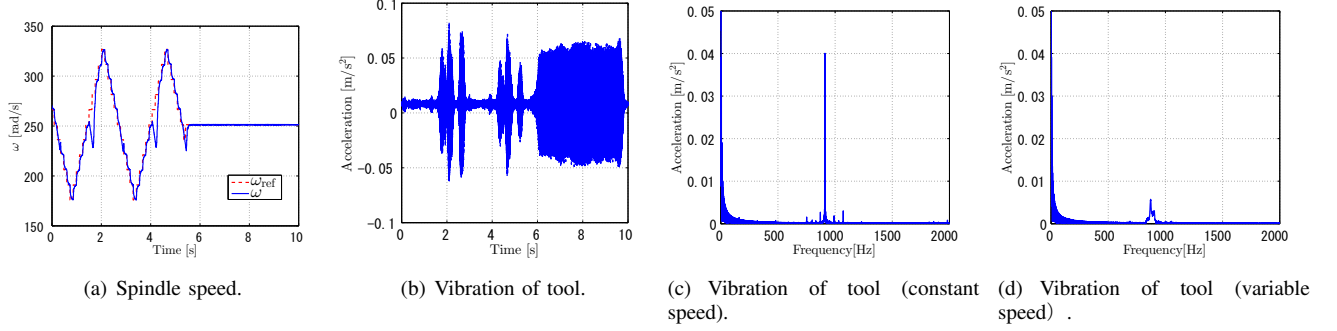 350
300
250
200
150
ω [rad/s]
0 2 4 6 8 10
Time [s]
ω_ref
ω
(a) Spindle speed.
0.1
0.05
0
−0.05
−0.1
Acceleration [m/s²]
0 2 4 6 8 10
Time [s]
(b) Vibration of tool.
0.05
0.04
0.03
0.02
0.01
0
Acceleration [m/s²]
0 500 1000 1500 2000
Frequency[Hz]
(c) Vibration of tool (constant
speed).
0.05
0.04
0.03
0.02
0.01
0
Acceleration [m/s²]
0 500 1000 1500 2000
Frequency[Hz]
(d) Vibration of tool (variable
speed）.